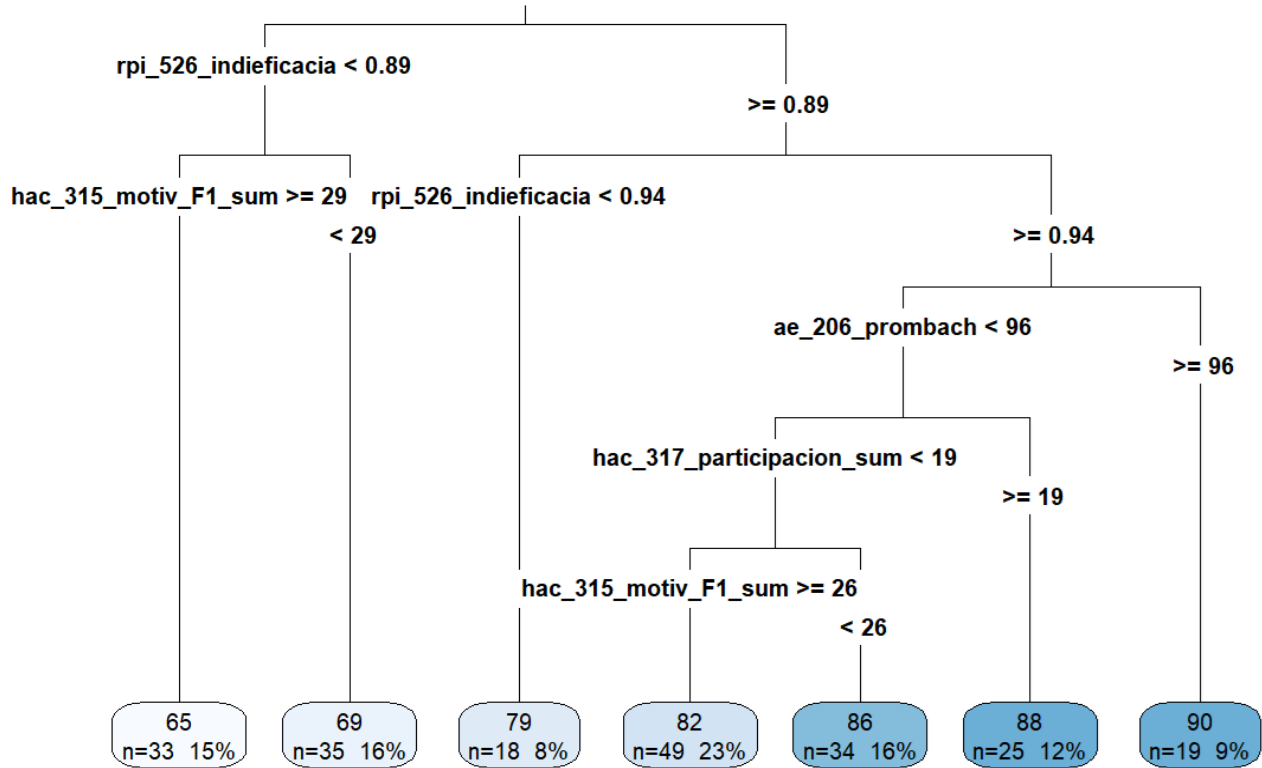 rpi_526_indieficacia < 0.89
>= 0.89
hac_315_motiv_F1_sum >= 29
rpi_526_indieficacia < 0.94
< 29
>= 0.94
ae_206_prombach < 96
>= 96
hac_317_participacion_sum < 19
>= 19
hac_315_motiv_F1_sum >= 26
< 26
65
n=33 15%
69
n=35 16%
79
n=18 8%
82
n=49 23%
86
n=34 16%
88
n=25 12%
90
n=19 9%